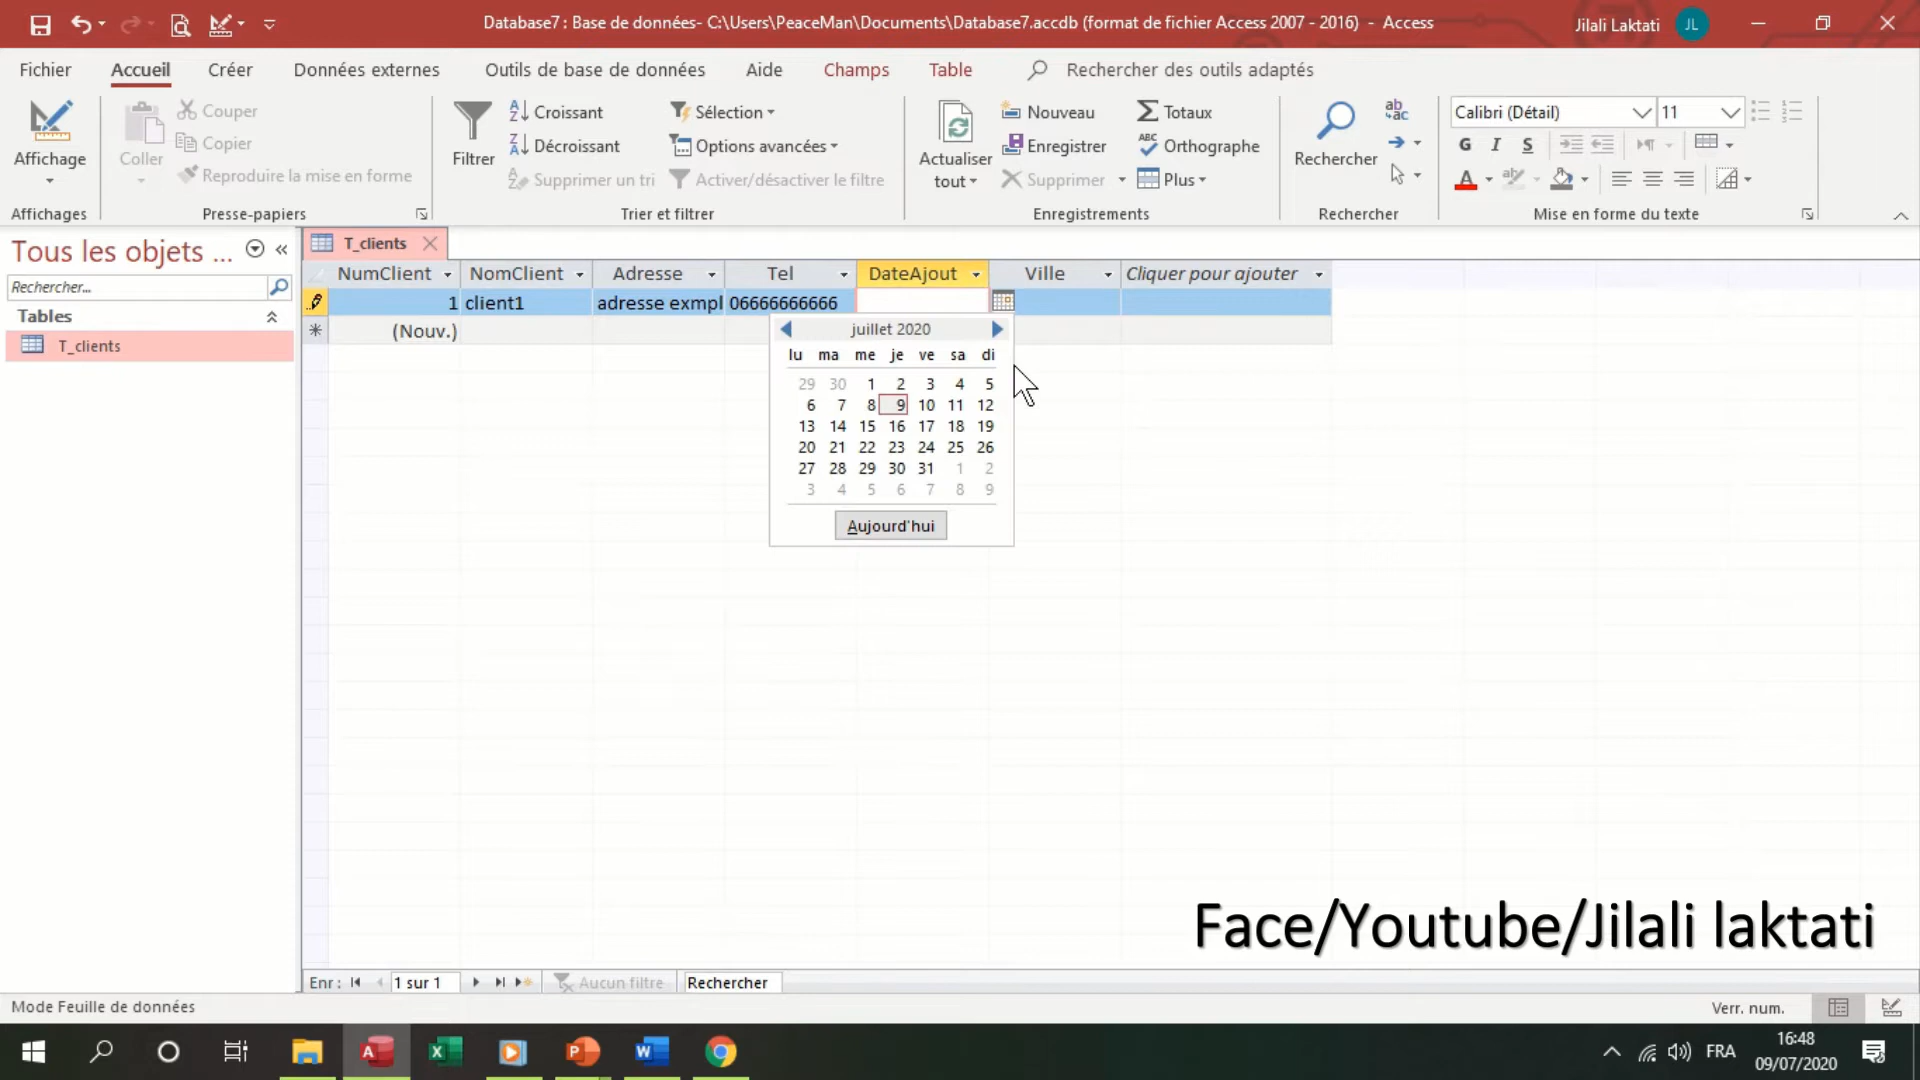 Database7 : Base de données- C:\Users\PeaceMan\Documents\Database7.accdb (format de fichier Access 2007 - 2016) - Access
Jilali Laktati
JL
Fichier
Accueil
Créer
Données externes
Outils de base de données
Aide
Champs
Table
Rechercher des outils adaptés
Affichage
Affichages
Coller
Couper
Copier
Reproduire la mise en forme
Presse-papiers
Filtrer
Croissant
Décroissant
Supprimer un tri
Sélection
Options avancées
Activer/désactiver le filtre
Trier et filtrer
Actualiser
tout
Nouveau
Enregistrer
Supprimer
Totaux
Orthographe
Plus
Enregistrements
Rechercher
Rechercher
Calibri (Détail)
11
G I S
Mise en forme du texte
Tous les objets ...
Rechercher...
Tables
T_clients
T_clients
NumClient NomClient Adresse Tel DateAjout Ville Cliquer pour ajouter
1 client1 adresse exmpl 06666666666
(Nouv.)
juillet 2020
lu ma me je ve sa di
29 30 1 2 3 4 5
6 7 8 9 10 11 12
13 14 15 16 17 18 19
20 21 22 23 24 25 26
27 28 29 30 31 1 2
3 4 5 6 7 8 9
Aujourd'hui
Face/Youtube/Jilali laktati
Enr : 1 sur 1 Aucun filtre Rechercher
Mode Feuille de données
Verr. num.
FRA
16:48
09/07/2020